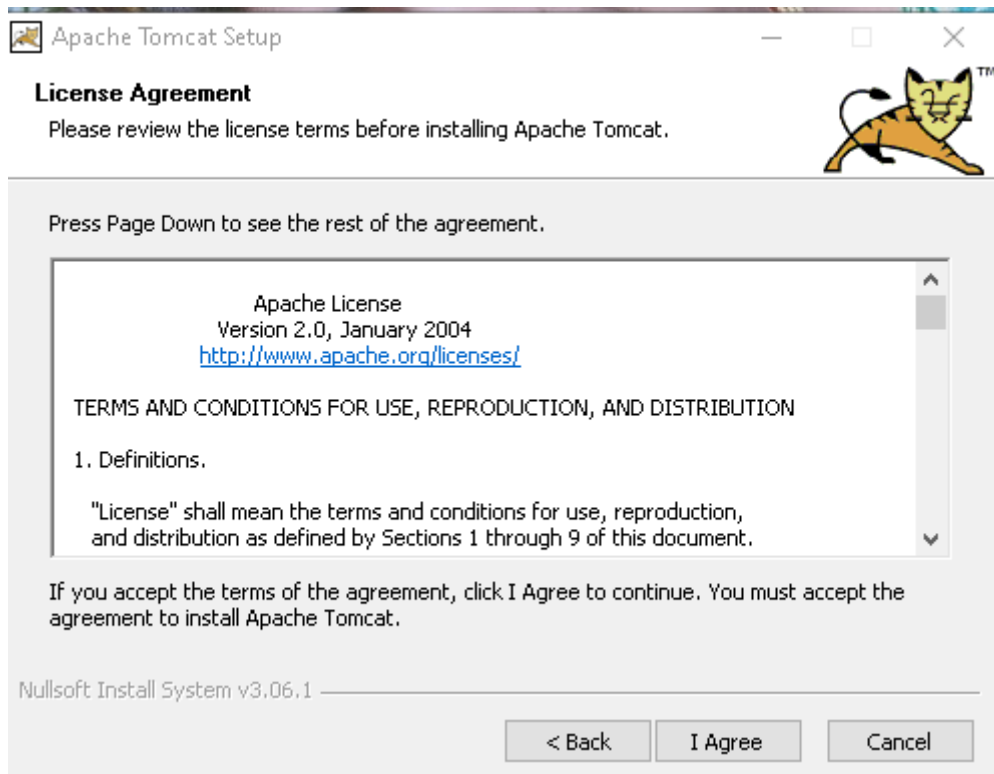 Apache Tomcat Setup
License Agreement
TM
Please review the license terms before installing Apache Tomcat.
Press Page Down to see the rest of the agreement.
Apache License
Version 2.0, January 2004
http://www.apache.org/licenses/
TERMS AND CONDITIONS FOR USE, REPRODUCTION, AND DISTRIBUTION
1. Definitions.
"License" shall mean the terms and conditions for use, reproduction,
and distribution as defined by Sections 1 through 9 of this document.
If you accept the terms of the agreement, click I Agree to continue. You must accept the
agreement to install Apache Tomcat.
Nullsoft Install System v3.06.1
< Back I Agree Cancel